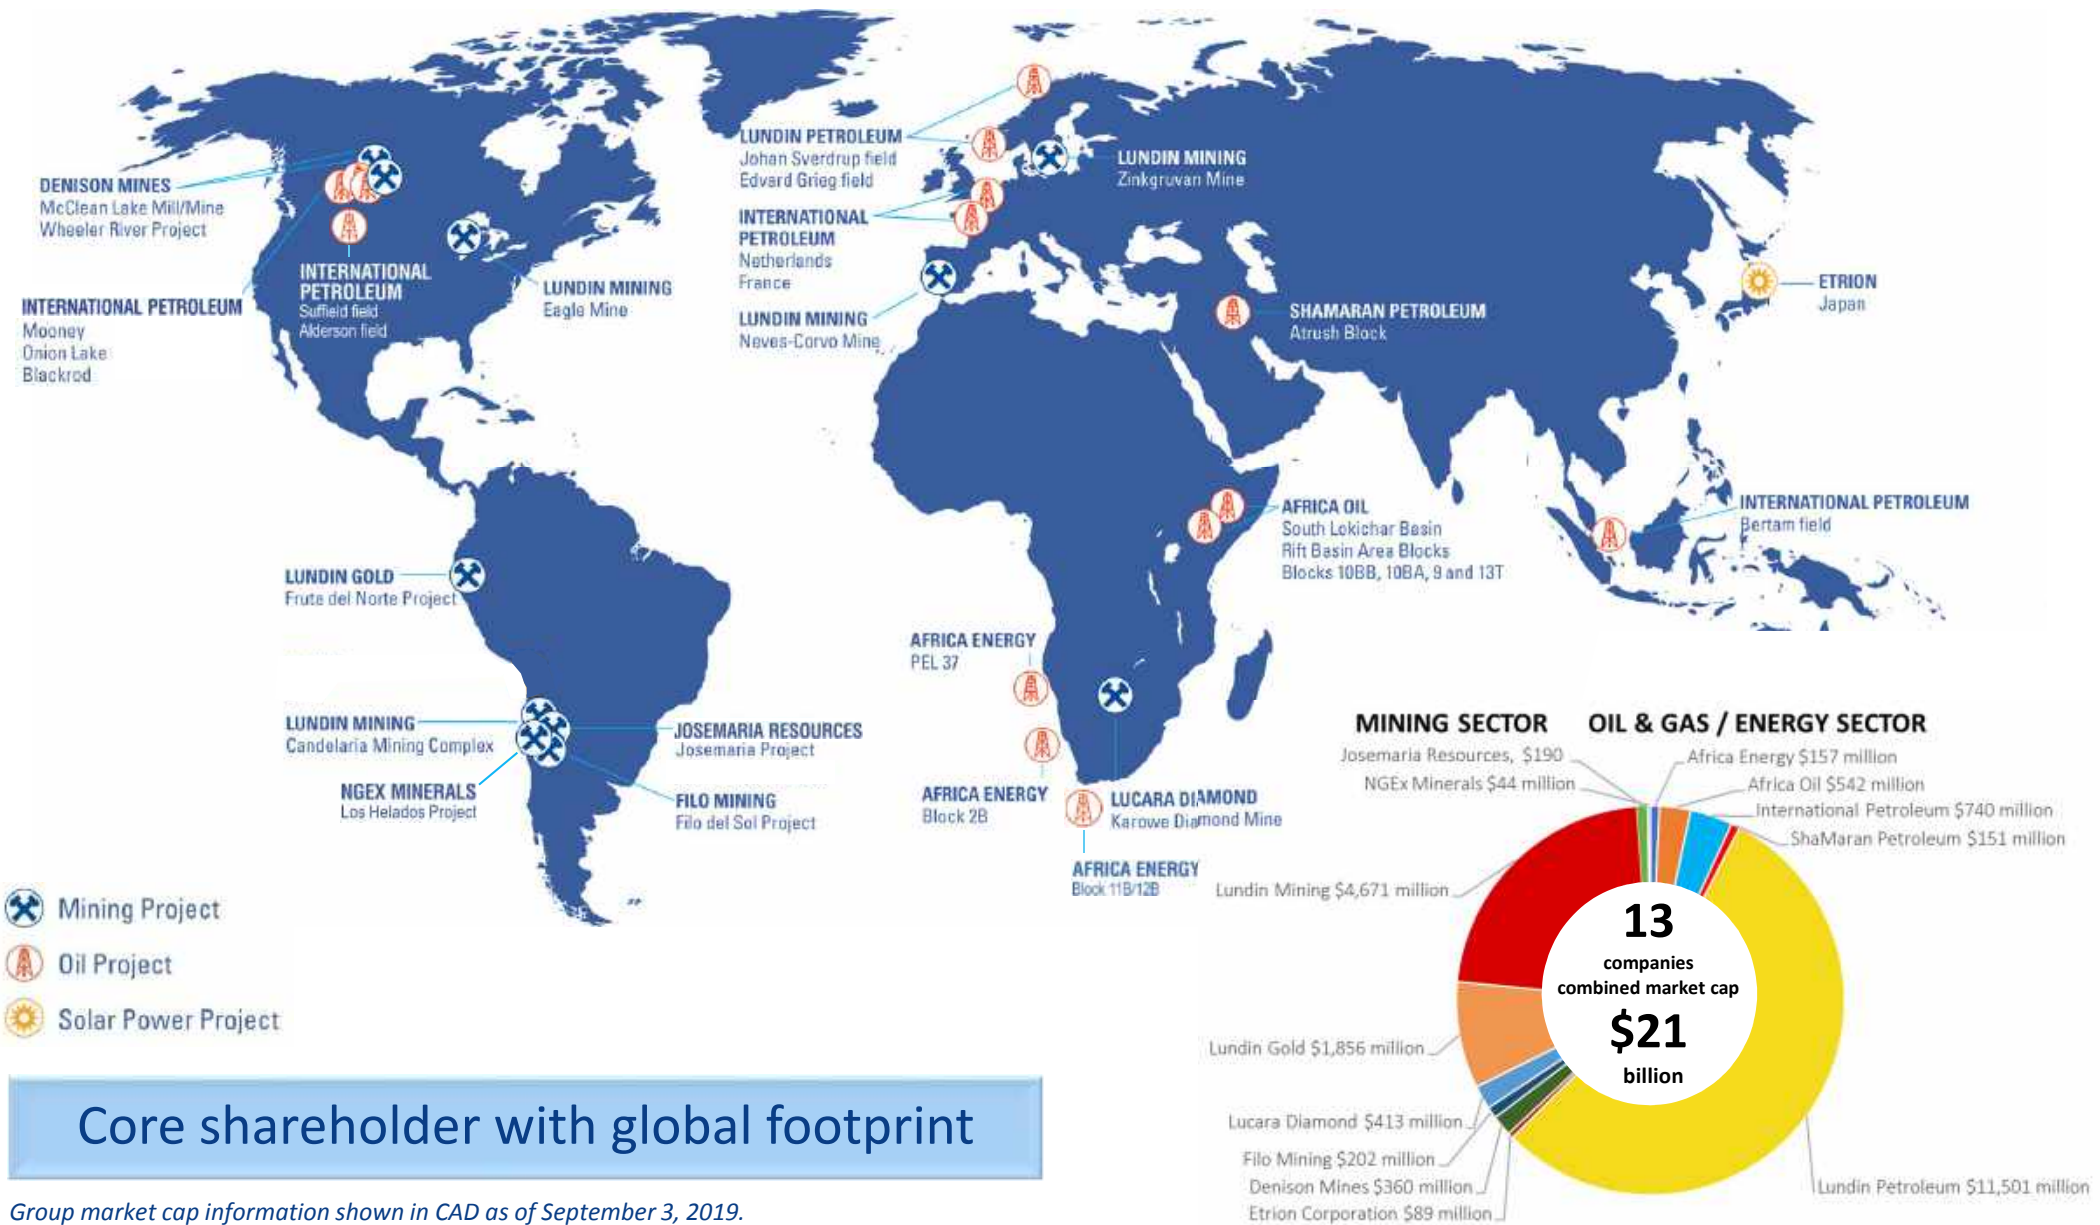 DENISON MINES
McClean Lake Mill/Mine
Wheeler River Project
INTERNATIONAL PETROLEUM
Mooney
Onion Lake
Blackrod
INTERNATIONAL
PETROLEUM
Suffield field
Alderson field
LUNDIN MINING
Eagle Mine
LUNDIN PETROLEUM
Johan Sverdrup field
Edvard Grieg field
INTERNATIONAL
PETROLEUM
Netherlands
France
LUNDIN MINING
Neves-Corvo Mine
LUNDIN MINING
Zinkgruvan Mine
SHAMARAN PETROLEUM
Atrush Block
ETRION
Japan
INTERNATIONAL PETROLEUM
Bertam field
AFRICA OIL
South Lokichar Basin
Rift Basin Area Blocks
Blocks 10BB, 10BA, 9 and 13T
LUNDIN GOLD
Fruta del Norte Project
LUNDIN MINING
Candelaria Mining Complex
NGEX MINERALS
Los Helados Project
JOSEMARIA RESOURCES
Josemaria Project
FILO MINING
Filo del Sol Project
AFRICA ENERGY
PEL 37
AFRICA ENERGY
Block 2B
LUCARA DIAMOND
Karowe Diamond Mine
AFRICA ENERGY
Block 11B/12B
Mining Project
Oil Project
Solar Power Project
MINING SECTOR
OIL & GAS / ENERGY SECTOR
Josemaria Resources, $190
NGEx Minerals $44 million
Lundin Mining $4,671 million
Lundin Gold $1,856 million
Lucara Diamond $413 million
Filo Mining $202 million
Denison Mines $360 million
Etrion Corporation $89 million
Africa Energy $157 million
Africa Oil $542 million
International Petroleum $740 million
ShaMaran Petroleum $151 million
Lundin Petroleum $11,501 million
13
companies
combined market cap
$21
billion
Core shareholder with global footprint
Group market cap information shown in CAD as of September 3, 2019.